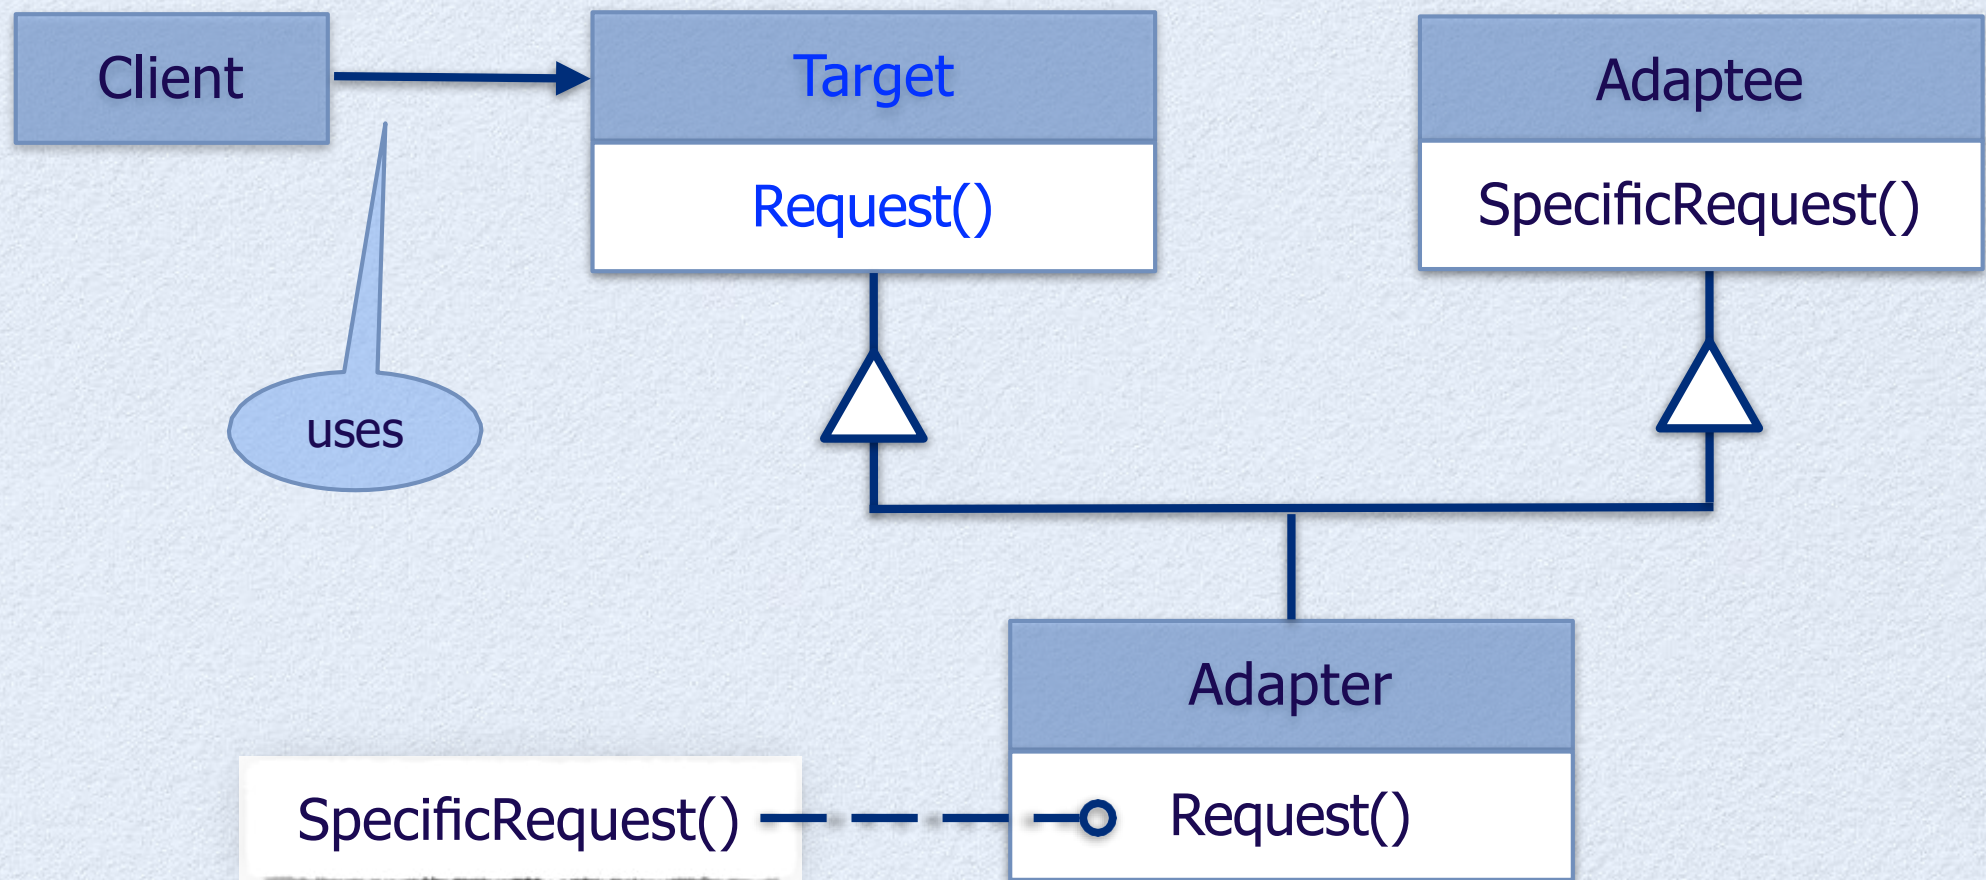 Client
Target
Adaptee
Request()
SpecificRequest()
uses
Adapter
SpecificRequest()
Request()